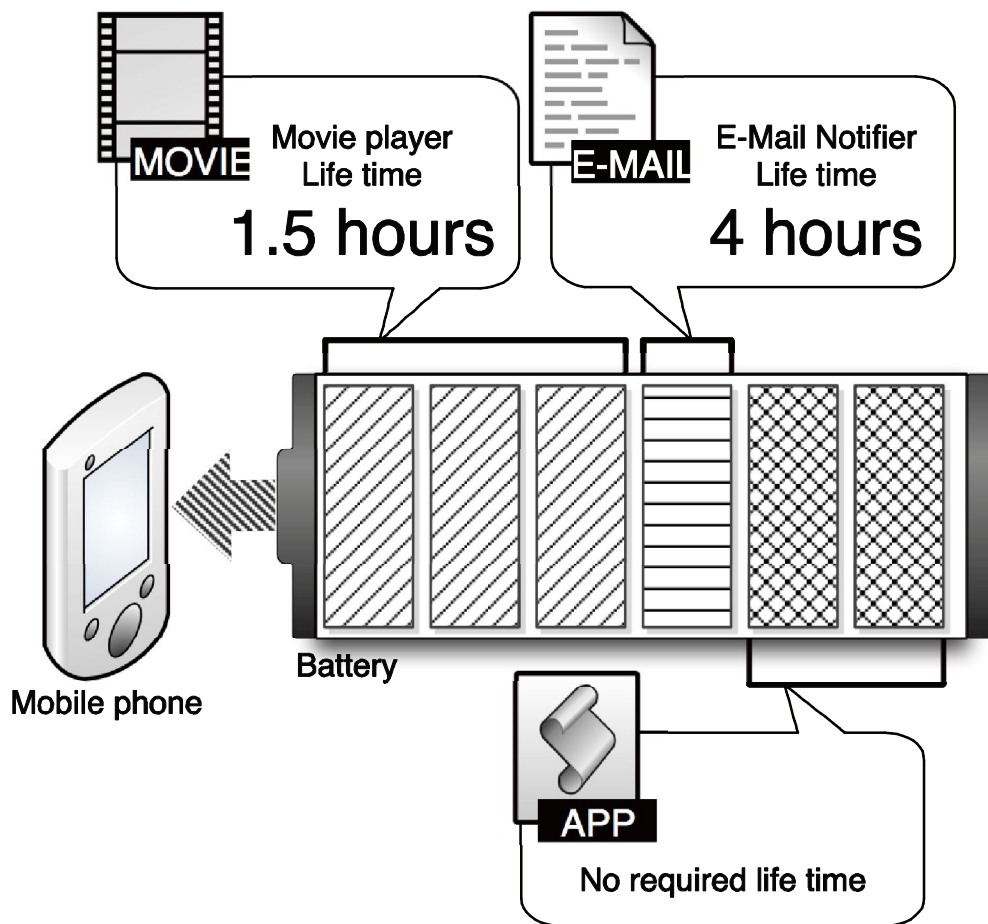 MOVIE
Movie player
Life time
1.5 hours
E-MAIL
E-Mail Notifier
Life time
4 hours
Battery
Mobile phone
APP
No required life time